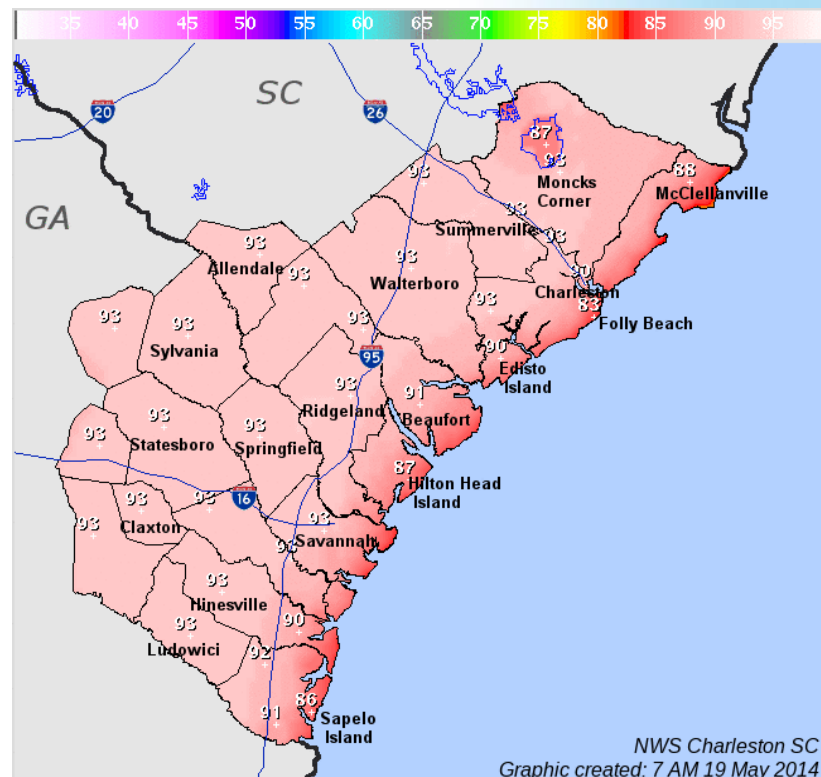 35 40 45 50 55 60 65 70 75 80 85 90 95
SC
20
26
87
93
93
88
Moncks
Corner
McClellanville
GA
93
Summerville
93
93
Allendale
93
93
Walterboro
90
Charleston
93
83
Folly Beach
93
93
Sylvania
93
95
90
Edisto
Island
93
Ridgeland
91
Beaufort
93
Statesboro
93
Springfield
93
87
Hilton Head
Island
16
93
Claxton
93
93
93
Savannah
93
Hinesville
93
Ludowici
90
92
86
Sapelo
Island
91
NWS Charleston SC
Graphic created: 7 AM 19 May 2014